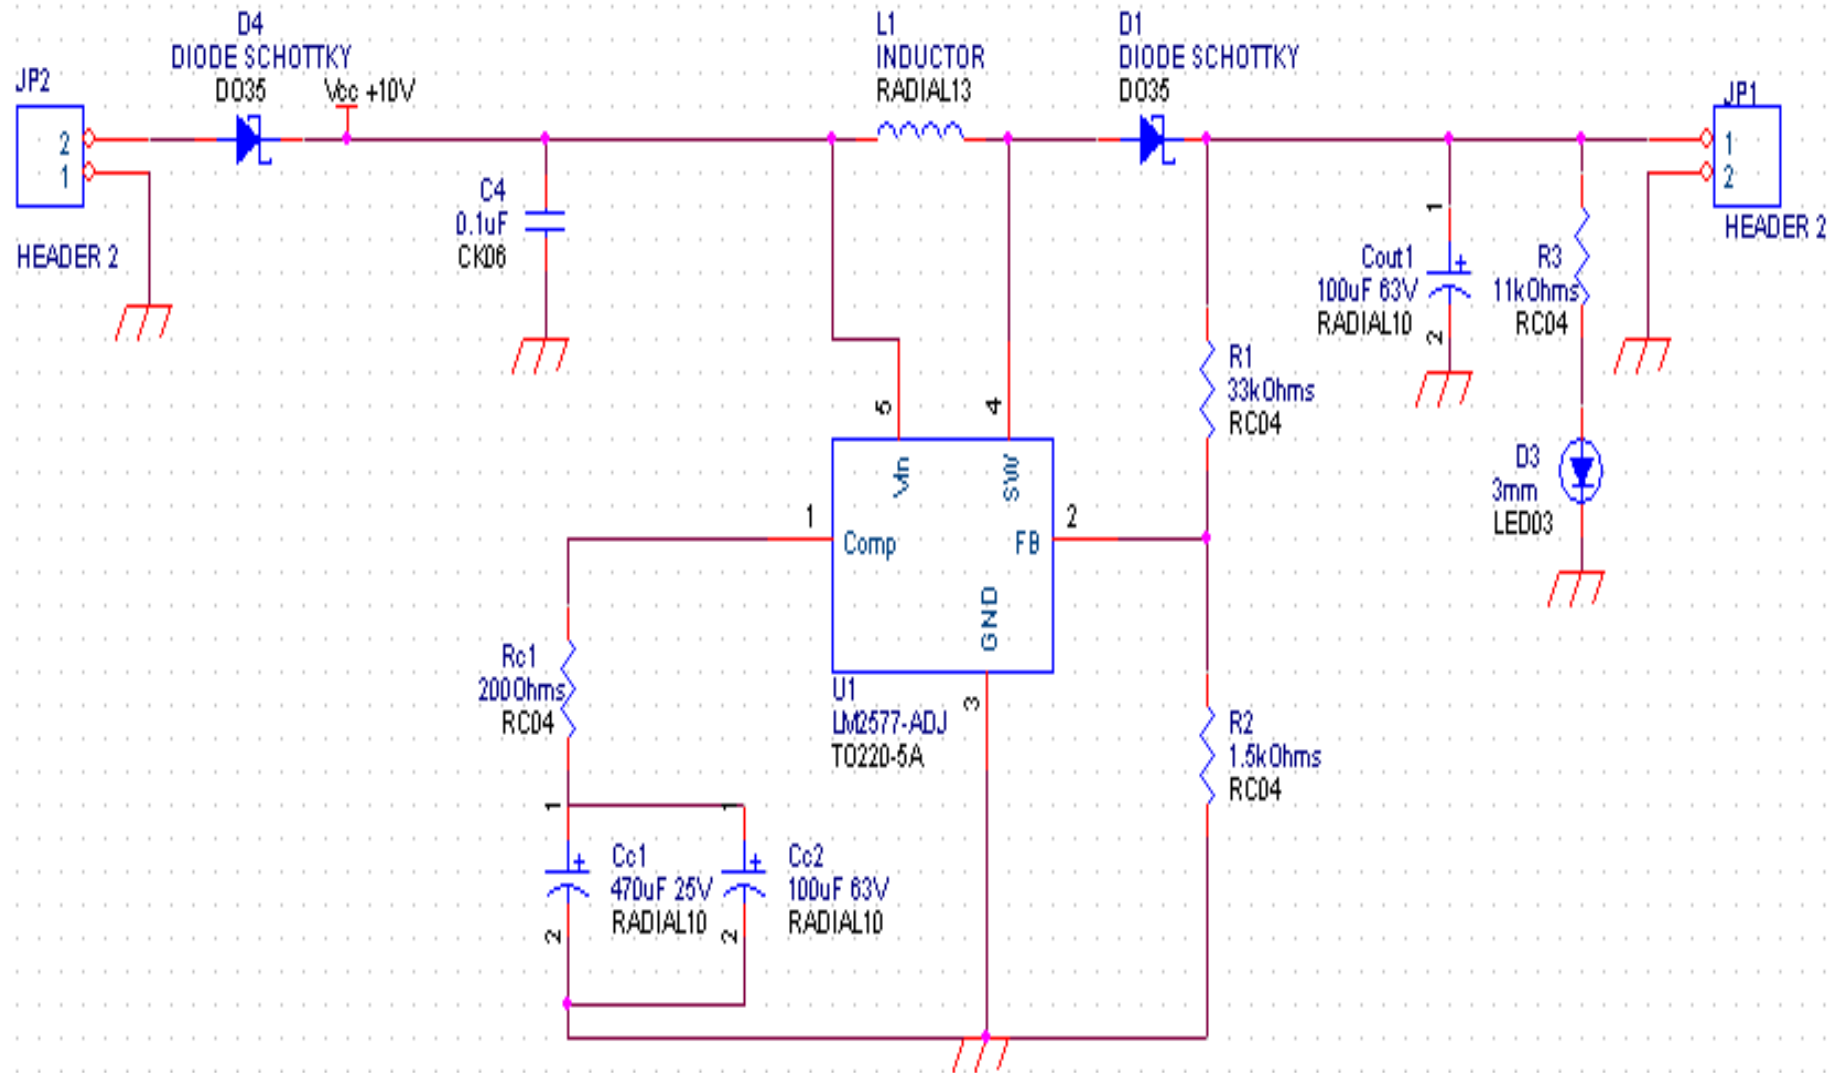 D4
DIODE SCHOTTKY
DO35
Vcc +10V
L1
INDUCTOR
RADIAL13
D1
DIODE SCHOTTKY
DO35
JP2
2
1
HEADER 2
JP1
1
2
HEADER 2
C4
0.1uF
CK06
1
Cout1
100uF 63V
RADIAL10
2
R3
11kOhms
RC04
R1
33kOhms
RC04
5
4
Vin
SW
1
Comp
FB
2
GND
3
D3
3mm
LED03
U1
LM2577-ADJ
TO220-5A
Rc1
200Ohms
RC04
R2
1.5kOhms
RC04
1
1
Cc1
470uF 25V
RADIAL10
2
Cc2
100uF 63V
RADIAL10
2